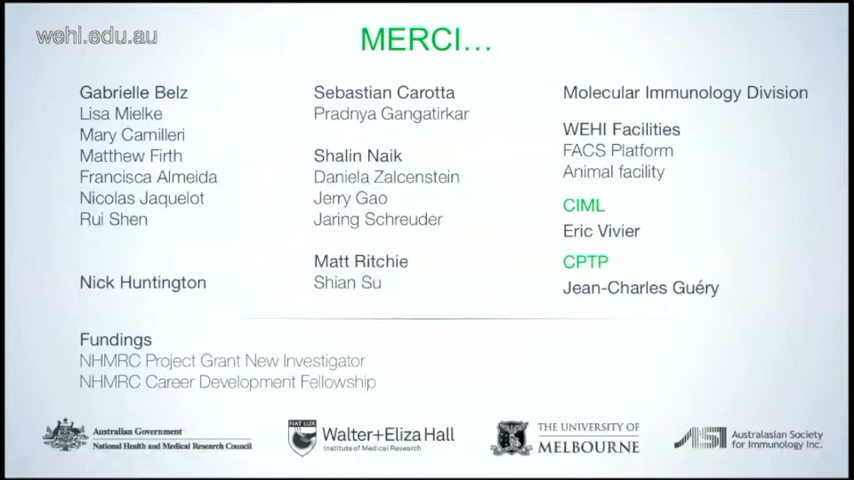 wehi.edu.au
MERCI...
Gabrielle Belz
Lisa Mielke
Mary Camilleri
Matthew Firth
Francisca Almeida
Nicolas Jaquelot
Rui Shen
Nick Huntington
Sebastian Carotta
Pradnya Gangatirkar
Shalin Naik
Daniela Zalcenstein
Jerry Gao
Jaring Schreuder
Matt Ritchie
Shian Su
Molecular Immunology Division
WEHI Facilities
FACS Platform
Animal facility
CIML
Eric Vivier
CPTP
Jean-Charles Guéry
Fundings
NHMRC Project Grant New Investigator
NHMRC Career Development Fellowship
Australian Government
National Health and Medical Research Council
FIAT LUX
Walter+Eliza Hall
Institute of Medical Research
THE UNIVERSITY OF
MELBOURNE
ASI
Australasian Society
for Immunology Inc.